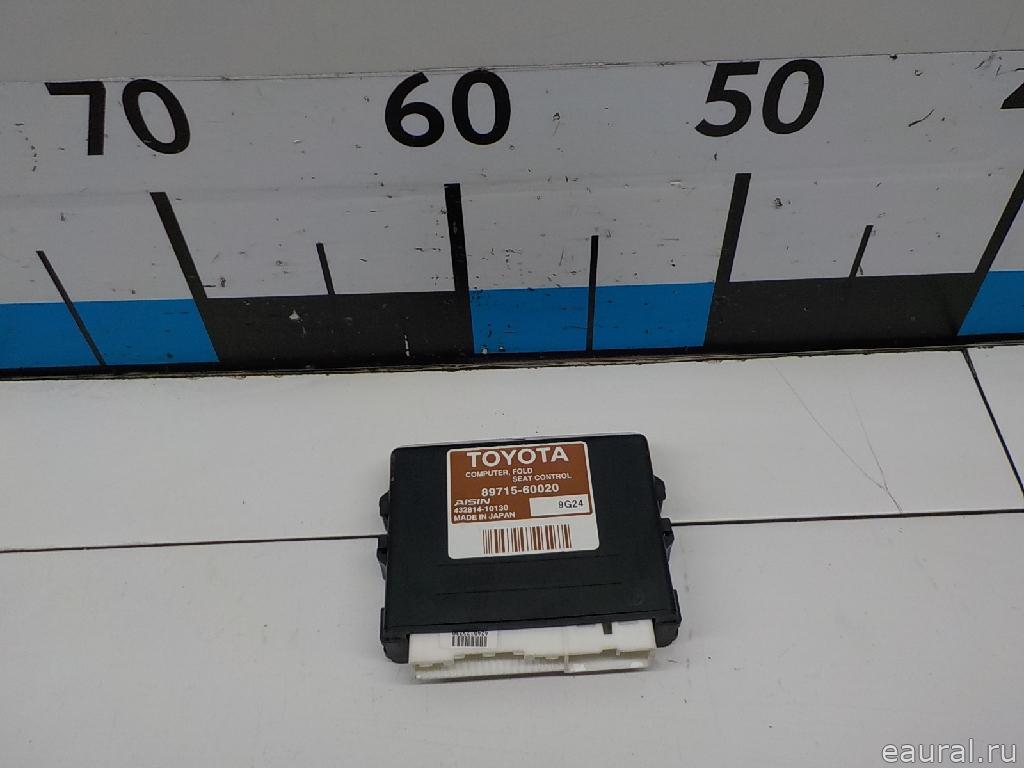 70 60 50
TOYOTA
COMPUTER, FOLD
SEAT CONTROL
89715-60020
AISIN
432814-10130
9G24
MADE IN JAPAN
eaural.ru